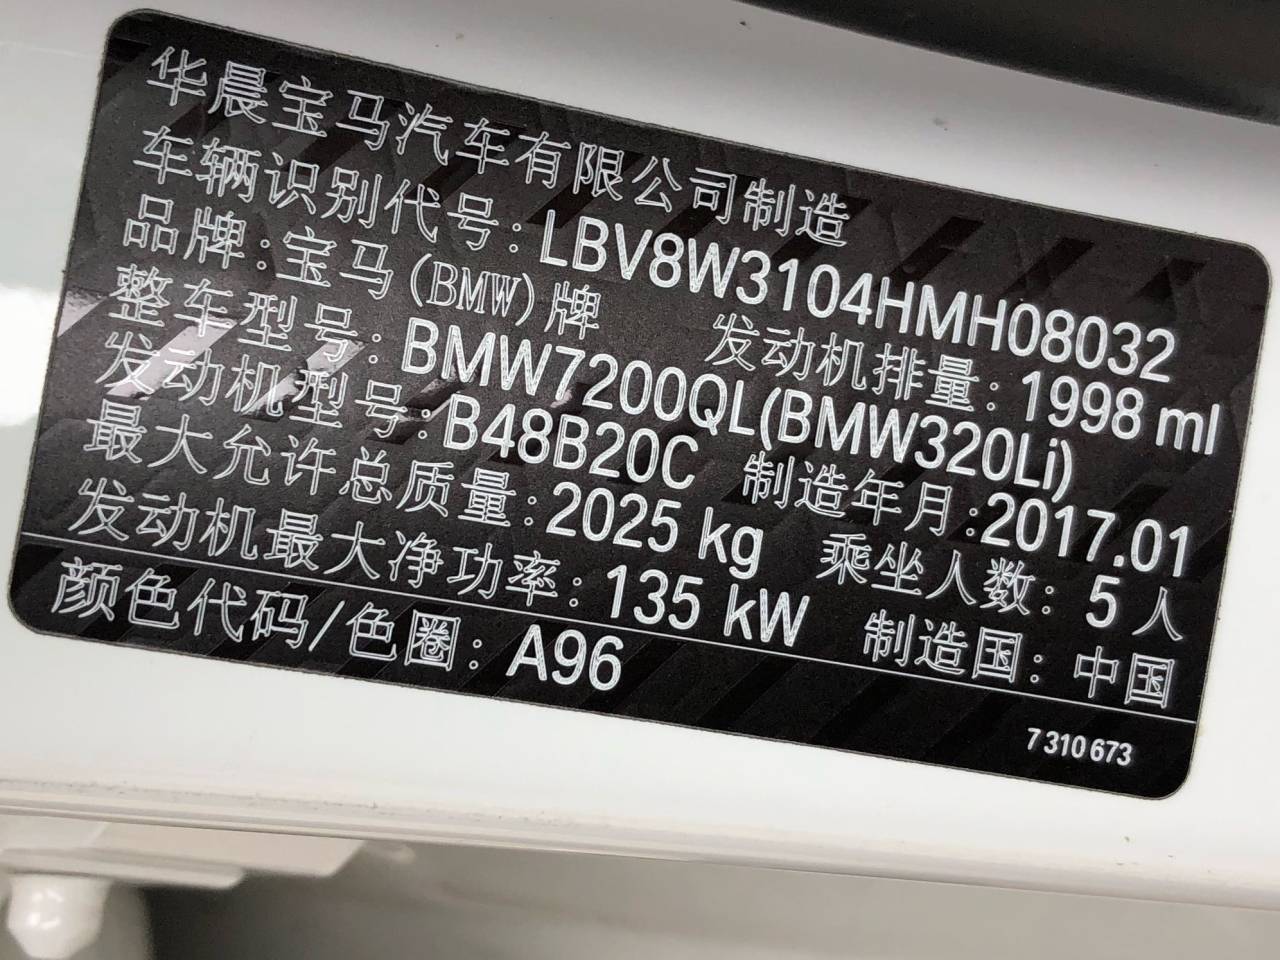 华晨宝马汽车有限公司制造
车辆识别代号: LBV8W3104HMH08032
品牌: 宝马(BMW)牌 发动机排量: 1998 ml
整车型号: BMW7200QL(BMW320Li)
发动机型号: B48B20C 制造年月: 2017.01
最大允许总质量: 2025 kg 乘坐人数: 5 人
发动机最大净功率: 135 kW 制造国: 中国
颜色代码/色圈: A96
7 310 673